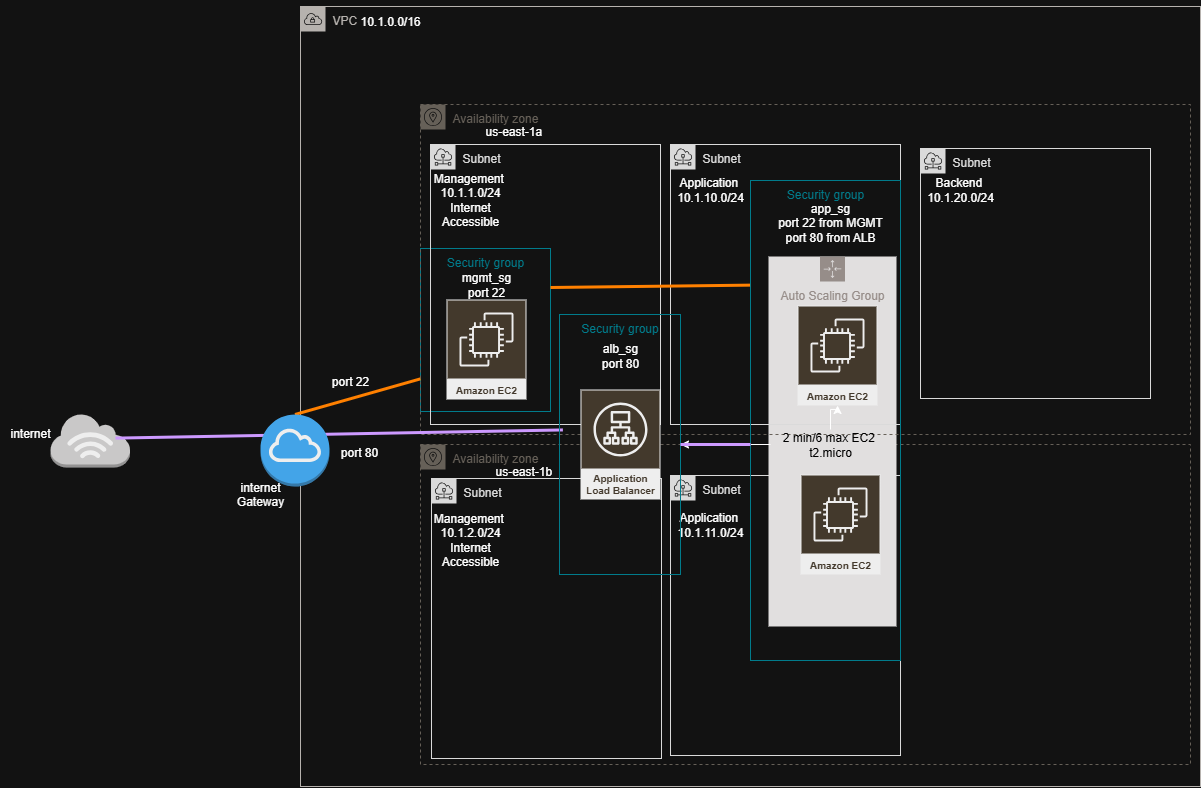 VPC 10.1.0.0/16
Availability zone
us-east-1a
Subnet
Management
10.1.1.0/24
Internet
Accessible
Security group
mgmt_sg
port 22
Amazon EC2
Subnet
Application
10.1.10.0/24
Security group
app_sg
port 22 from MGMT
port 80 from ALB
Auto Scaling Group
Amazon EC2
2 min/6 max EC2
t2.micro
Amazon EC2
Subnet
Backend
10.1.20.0/24
Security group
alb_sg
port 80
Application
Load Balancer
port 22
internet
port 80
internet
Gateway
Availability zone
us-east-1b
Subnet
Management
10.1.2.0/24
Internet
Accessible
Subnet
Application
10.1.11.0/24